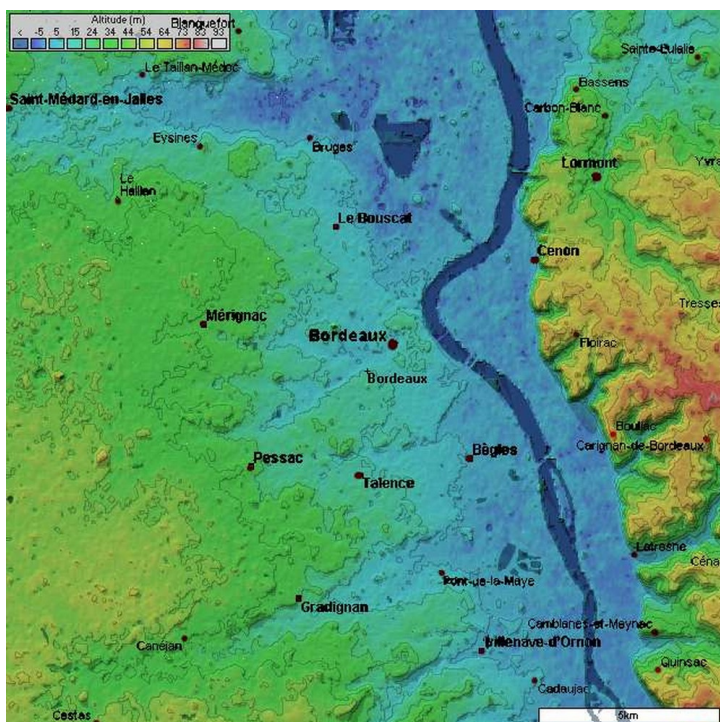 Altitude (m)
< -5 5 15 24 34 44 54 64 73 83 93
Blanquefort
Sainte-Eulalie
Le Taillan-Médoc
Bassens
Saint-Médard-en-Jalles
Carbon-Blanc
Eysines
Bruges
Lormont
Yvra
Le
Haillan
Le Bouscat
Cenon
Tresses
Mérignac
Bordeaux
Floirac
Bordeaux
Bouliac
Carignan-de-Bordeaux
Pessac
Bègles
Talence
Latresne
Céna
Pont-de-la-Maye
Gradignan
Camblanes-et-Meynac
Canéjan
Villenave d'Ornon
Quinsac
Cadaujac
Cestas
5km